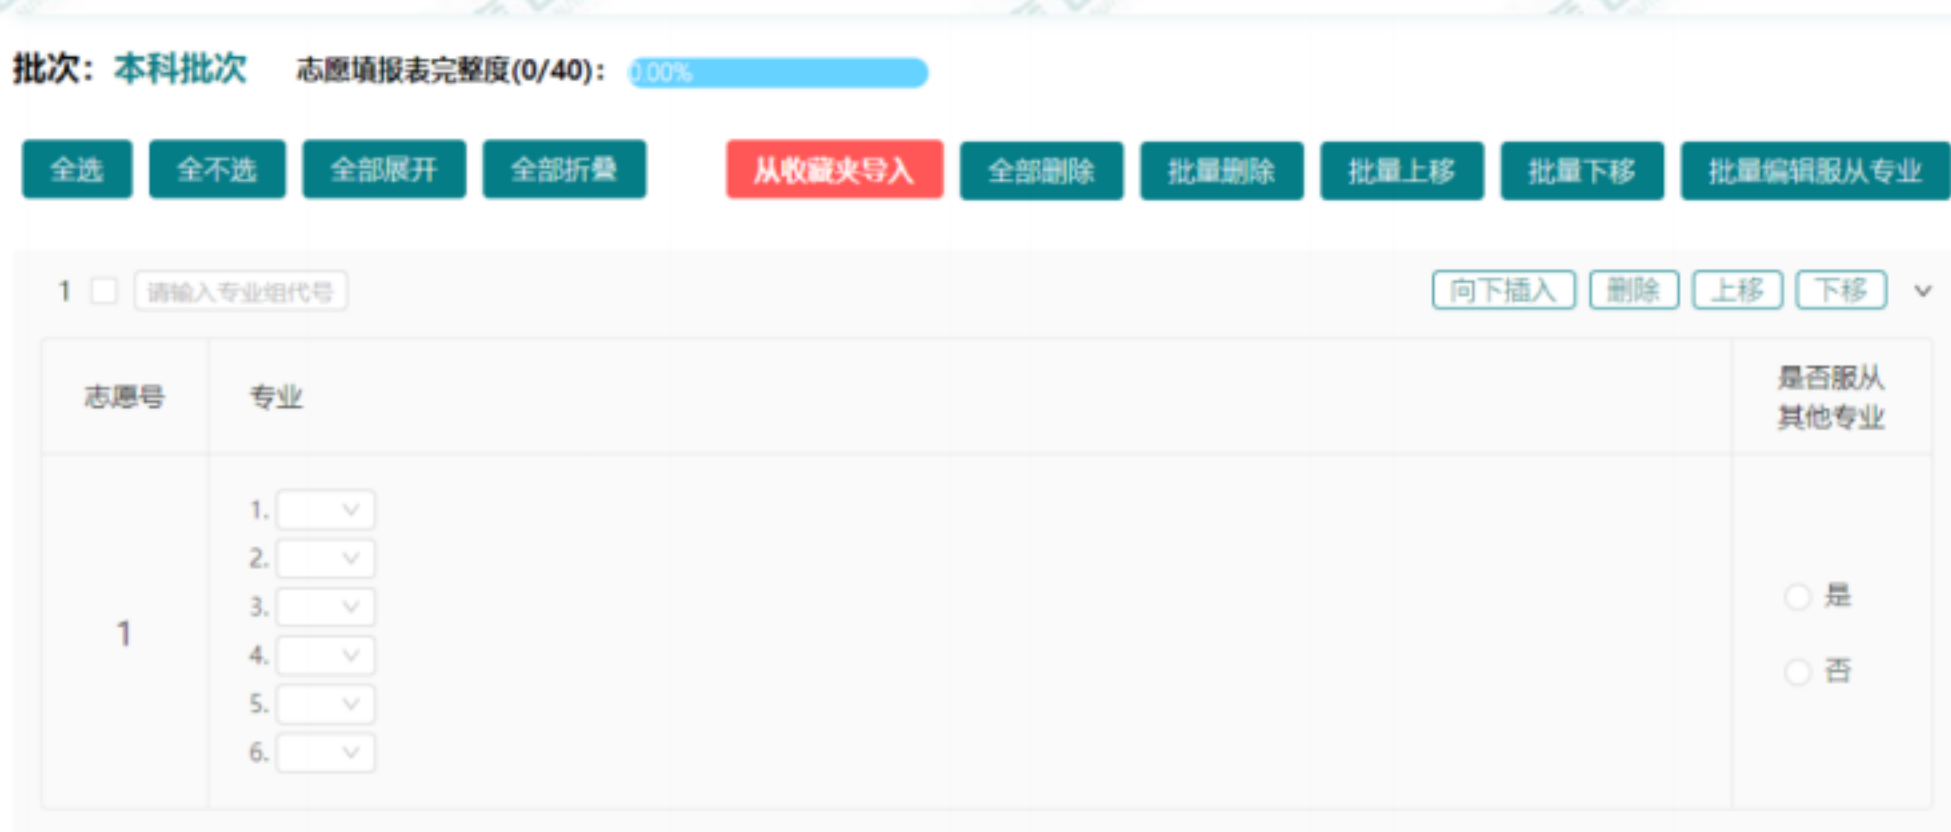 批次：本科批次 志愿填报表完整度(0/40)： 0.00%
全选 全不选 全部展开 全部折叠 从收藏夹导入 全部删除 批量删除 批量上移 批量下移 批量编辑服从专业
1 请输入专业组代号 向下插入 删除 上移 下移
志愿号 专业 是否服从
其他专业
1.
2.
3.
是
1
4.
否
5.
6.